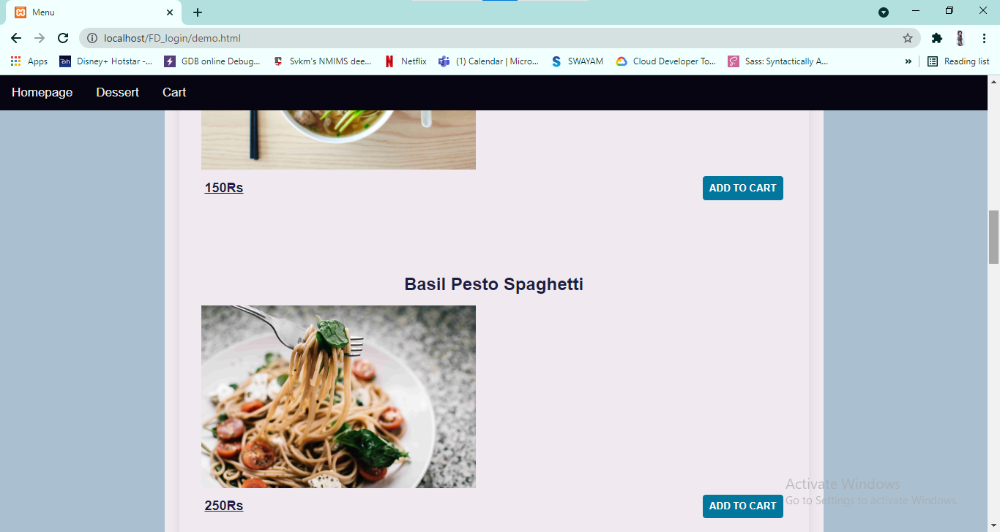 Menu
localhost/FD_login/demo.html
Apps Disney+ Hotstar -... GDB online Debug... Svkm's NMIMS dee... Netflix (1) Calendar | Micro... SWAYAM Cloud Developer To... Sass: Syntactically A... » Reading list
Homepage Dessert Cart
150Rs ADD TO CART
Basil Pesto Spaghetti
Activate Windows
Go to Settings to activate Windows.
250Rs ADD TO CART